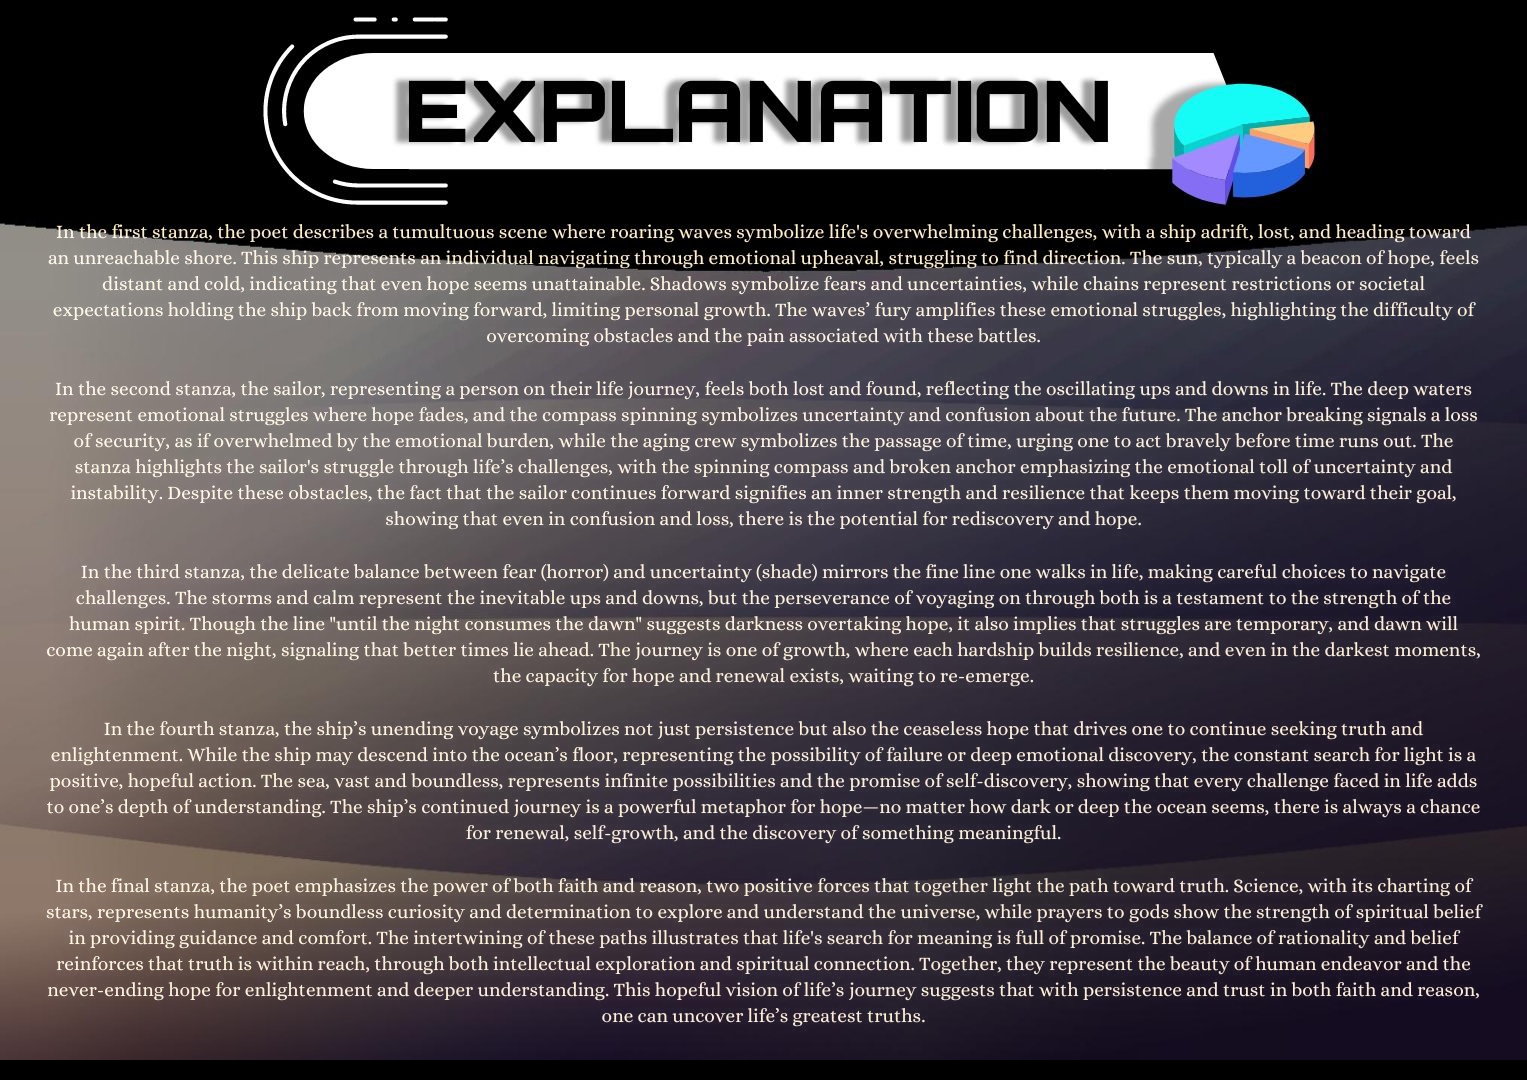 EXPLANATION
In the first stanza, the poet describes a tumultuous scene where roaring waves symbolize life's overwhelming challenges, with a ship adrift, lost, and heading toward
an unreachable shore. This ship represents an individual navigating through emotional upheaval, struggling to find direction. The sun, typically a beacon of hope, feels
distant and cold, indicating that even hope seems unattainable. Shadows symbolize fears and uncertainties, while chains represent restrictions or societal
expectations holding the ship back from moving forward, limiting personal growth. The waves’ fury amplifies these emotional struggles, highlighting the difficulty of
overcoming obstacles and the pain associated with these battles.
In the second stanza, the sailor, representing a person on their life journey, feels both lost and found, reflecting the oscillating ups and downs in life. The deep waters
represent emotional struggles where hope fades, and the compass spinning symbolizes uncertainty and confusion about the future. The anchor breaking signals a loss
of security, as if overwhelmed by the emotional burden, while the aging crew symbolizes the passage of time, urging one to act bravely before time runs out. The
stanza highlights the sailor's struggle through life’s challenges, with the spinning compass and broken anchor emphasizing the emotional toll of uncertainty and
instability. Despite these obstacles, the fact that the sailor continues forward signifies an inner strength and resilience that keeps them moving toward their goal,
showing that even in confusion and loss, there is the potential for rediscovery and hope.
In the third stanza, the delicate balance between fear (horror) and uncertainty (shade) mirrors the fine line one walks in life, making careful choices to navigate
challenges. The storms and calm represent the inevitable ups and downs, but the perseverance of voyaging on through both is a testament to the strength of the
human spirit. Though the line "until the night consumes the dawn" suggests darkness overtaking hope, it also implies that struggles are temporary, and dawn will
come again after the night, signaling that better times lie ahead. The journey is one of growth, where each hardship builds resilience, and even in the darkest moments,
the capacity for hope and renewal exists, waiting to re-emerge.
In the fourth stanza, the ship’s unending voyage symbolizes not just persistence but also the ceaseless hope that drives one to continue seeking truth and
enlightenment. While the ship may descend into the ocean’s floor, representing the possibility of failure or deep emotional discovery, the constant search for light is a
positive, hopeful action. The sea, vast and boundless, represents infinite possibilities and the promise of self-discovery, showing that every challenge faced in life adds
to one’s depth of understanding. The ship’s continued journey is a powerful metaphor for hope—no matter how dark or deep the ocean seems, there is always a chance
for renewal, self-growth, and the discovery of something meaningful.
In the final stanza, the poet emphasizes the power of both faith and reason, two positive forces that together light the path toward truth. Science, with its charting of
stars, represents humanity’s boundless curiosity and determination to explore and understand the universe, while prayers to gods show the strength of spiritual belief
in providing guidance and comfort. The intertwining of these paths illustrates that life's search for meaning is full of promise. The balance of rationality and belief
reinforces that truth is within reach, through both intellectual exploration and spiritual connection. Together, they represent the beauty of human endeavor and the
never-ending hope for enlightenment and deeper understanding. This hopeful vision of life’s journey suggests that with persistence and trust in both faith and reason,
one can uncover life’s greatest truths.